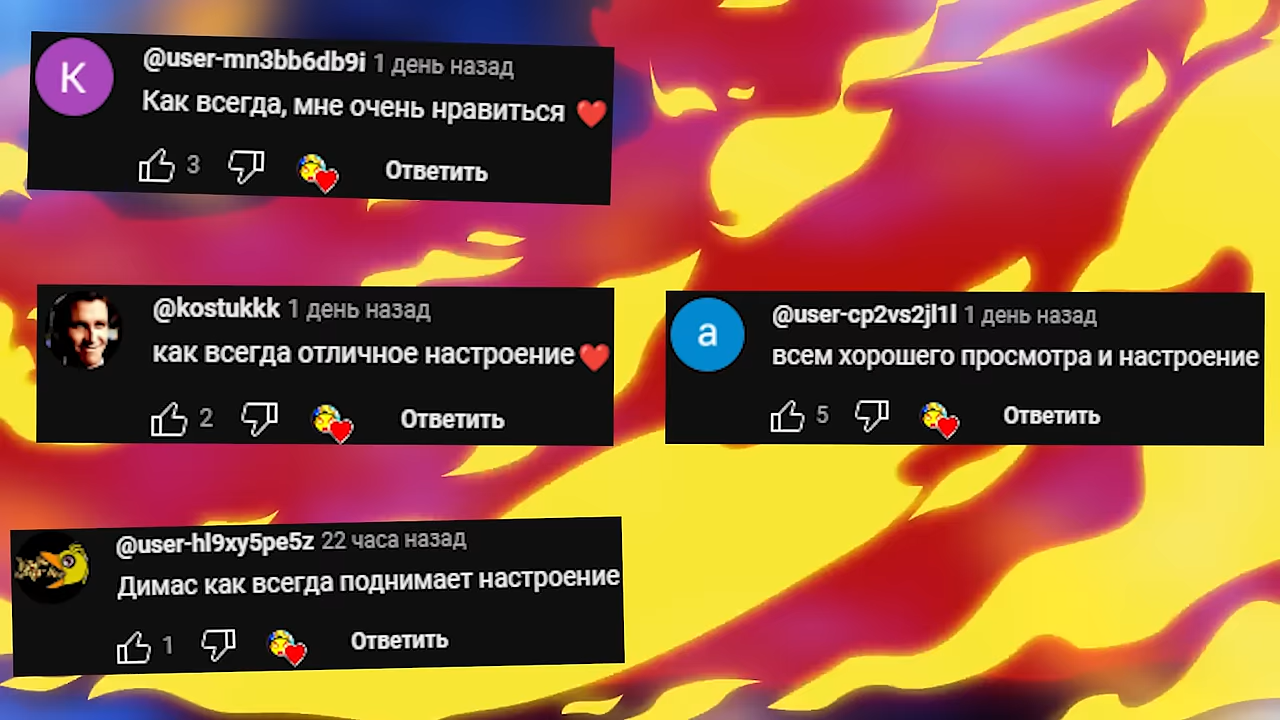 K
@user-mn3bb6db9i 1 день назад
Как всегда, мне очень нравиться ❤️
3
Ответить
@kostukkk 1 день назад
как всегда отличное настроение❤️
2
Ответить
a
@user-cp2vs2jl1l 1 день назад
всем хорошего просмотра и настроение
5
Ответить
@user-hl9xy5pe5z 22 часа назад
Димас как всегда поднимает настроение
1
Ответить